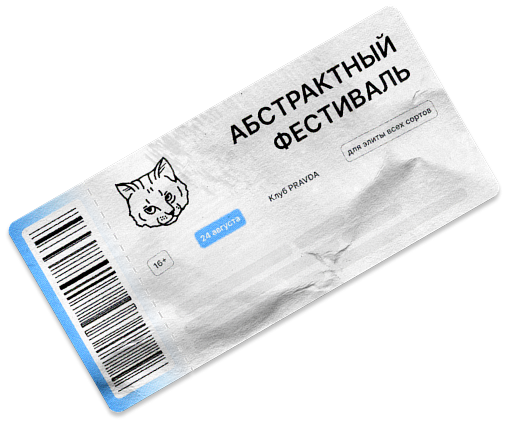 АБСТРАКТНЫЙ
ФЕСТИВАЛЬ
для элиты всех сортов
Клуб PRAVDA
24 августа
16+